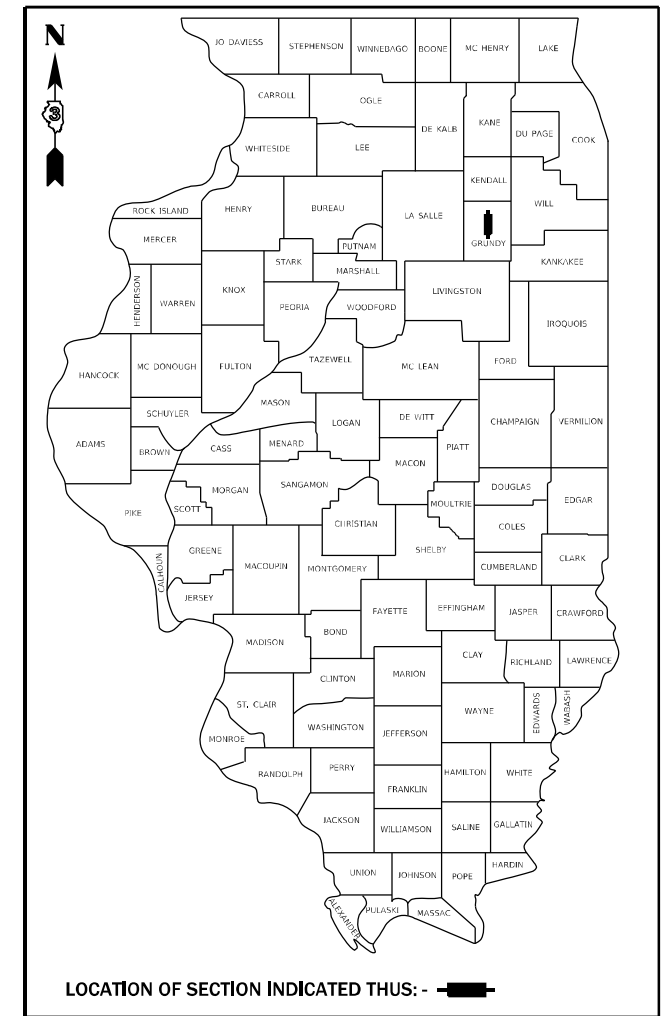 N
3
JO DAVIESS STEPHENSON WINNEBAGO BOONE MC HENRY LAKE
CARROLL OGLE DE KALB KANE DU PAGE COOK
WHITESIDE LEE
KENDALL
ROCK ISLAND HENRY BUREAU LA SALLE WILL
MERCER PUTNAM GRUNDY
STARK MARSHALL KANKAKEE
HENDERSON WARREN KNOX PEORIA WOODFORD LIVINGSTON
IROQUOIS
HANCOCK MC DONOUGH FULTON TAZEWELL MC LEAN FORD
MASON
SCHUYLER LOGAN DE WITT CHAMPAIGN VERMILION
ADAMS BROWN CASS MENARD PIATT
MACON
SANGAMON DOUGLAS
MORGAN MOULTRIE EDGAR
PIKE SCOTT CHRISTIAN COLES
GREENE SHELBY
CALHOUN MACOUPIN MONTGOMERY CUMBERLAND CLARK
JERSEY
FAYETTE EFFINGHAM JASPER CRAWFORD
MADISON BOND
CLAY RICHLAND LAWRENCE
CLINTON MARION
ST. CLAIR WAYNE EDWARDS WABASH
WASHINGTON JEFFERSON
MONROE
RANDOLPH PERRY HAMILTON WHITE
FRANKLIN
JACKSON WILLIAMSON SALINE GALLATIN
UNION JOHNSON POPE HARDIN
ALEXANDER PULASKI MASSAC
LOCATION OF SECTION INDICATED THUS: -